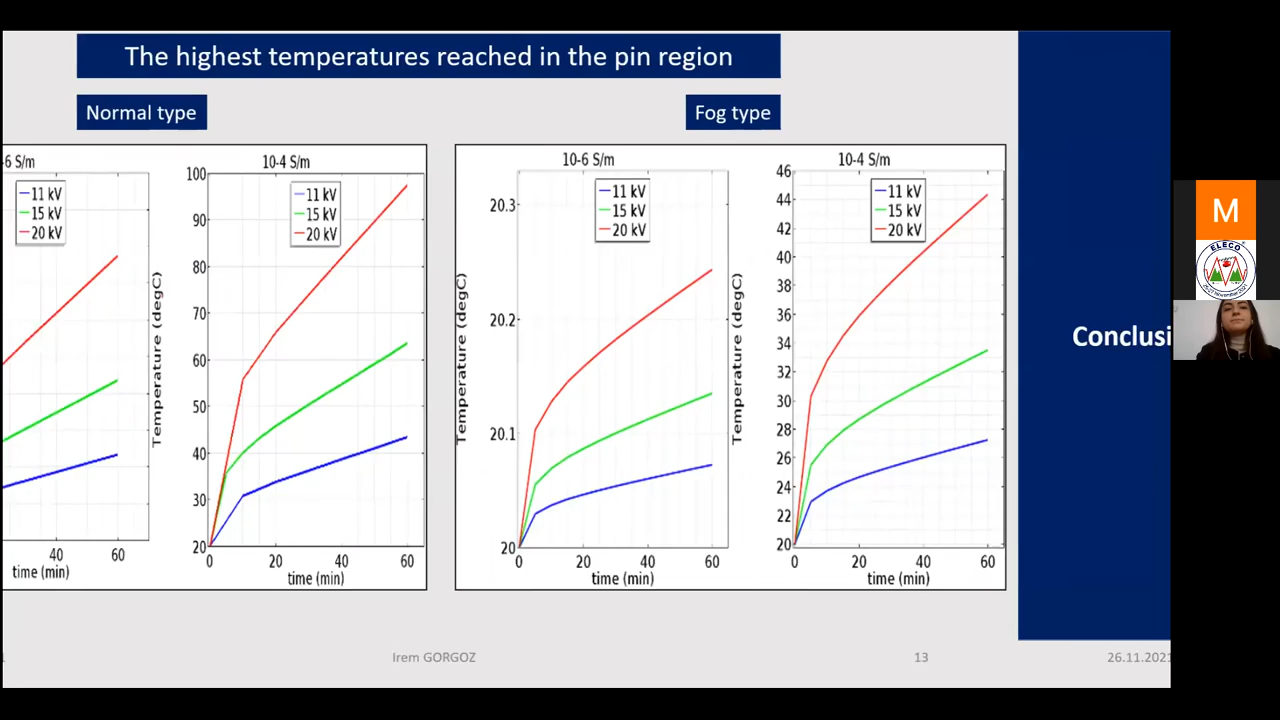 The highest temperatures reached in the pin region
Normal type
Fog type
-6 S/m
11 kV
15 kV
20 kV
40
60
time (min)
10-4 S/m
11 kV
15 kV
20 kV
100
90
80
70
60
50
40
30
20
0
20
40
60
Temperature (degC)
time (min)
10-6 S/m
11 kV
15 kV
20 kV
20.3
20.2
20.1
20
0
20
40
60
Temperature (degC)
time (min)
10-4 S/m
11 kV
15 kV
20 kV
46
44
42
40
38
36
34
32
30
28
26
24
22
20
0
20
40
60
Temperature (degC)
time (min)
Conclusi
M
ELECO
Irem GORGOZ
13
26.11.2021